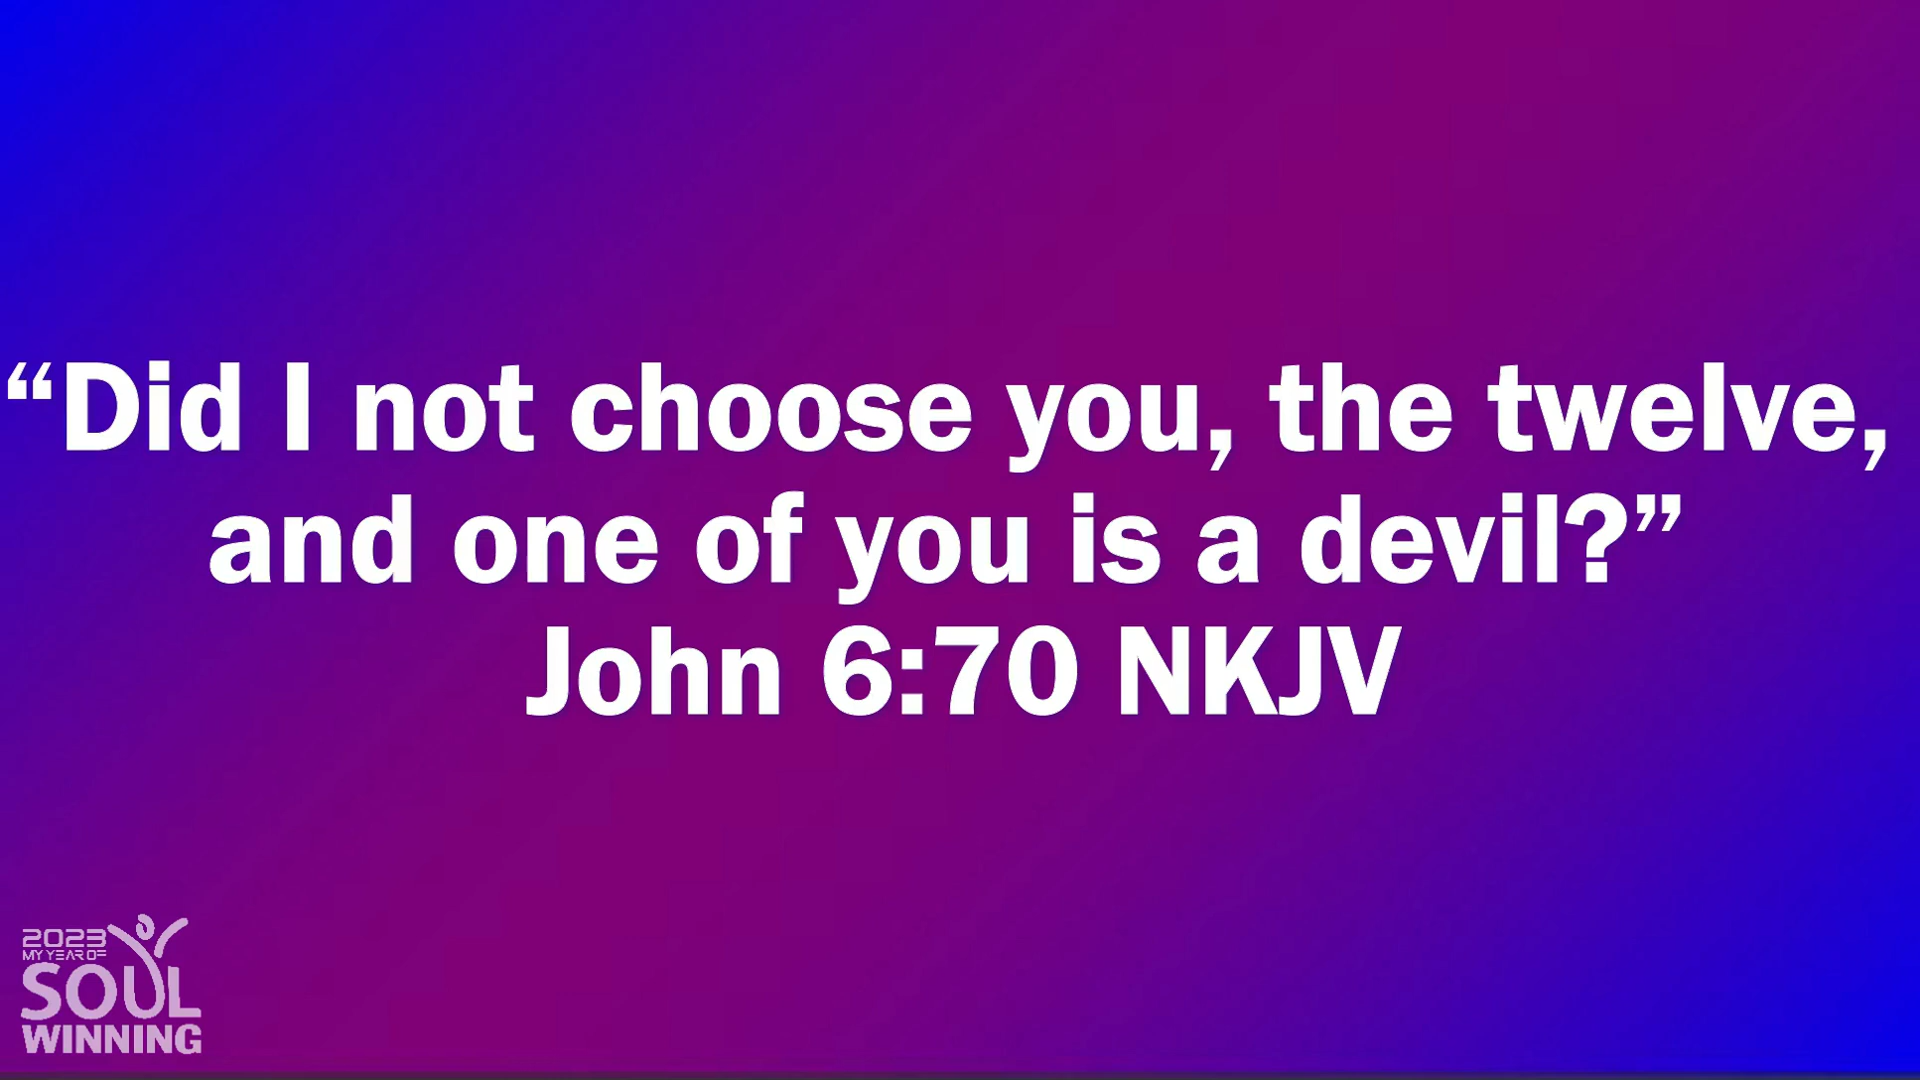 “Did I not choose you, the twelve,
and one of you is a devil?”
John 6:70 NKJV
2023
MY YEAR OF
SOUL
WINNING